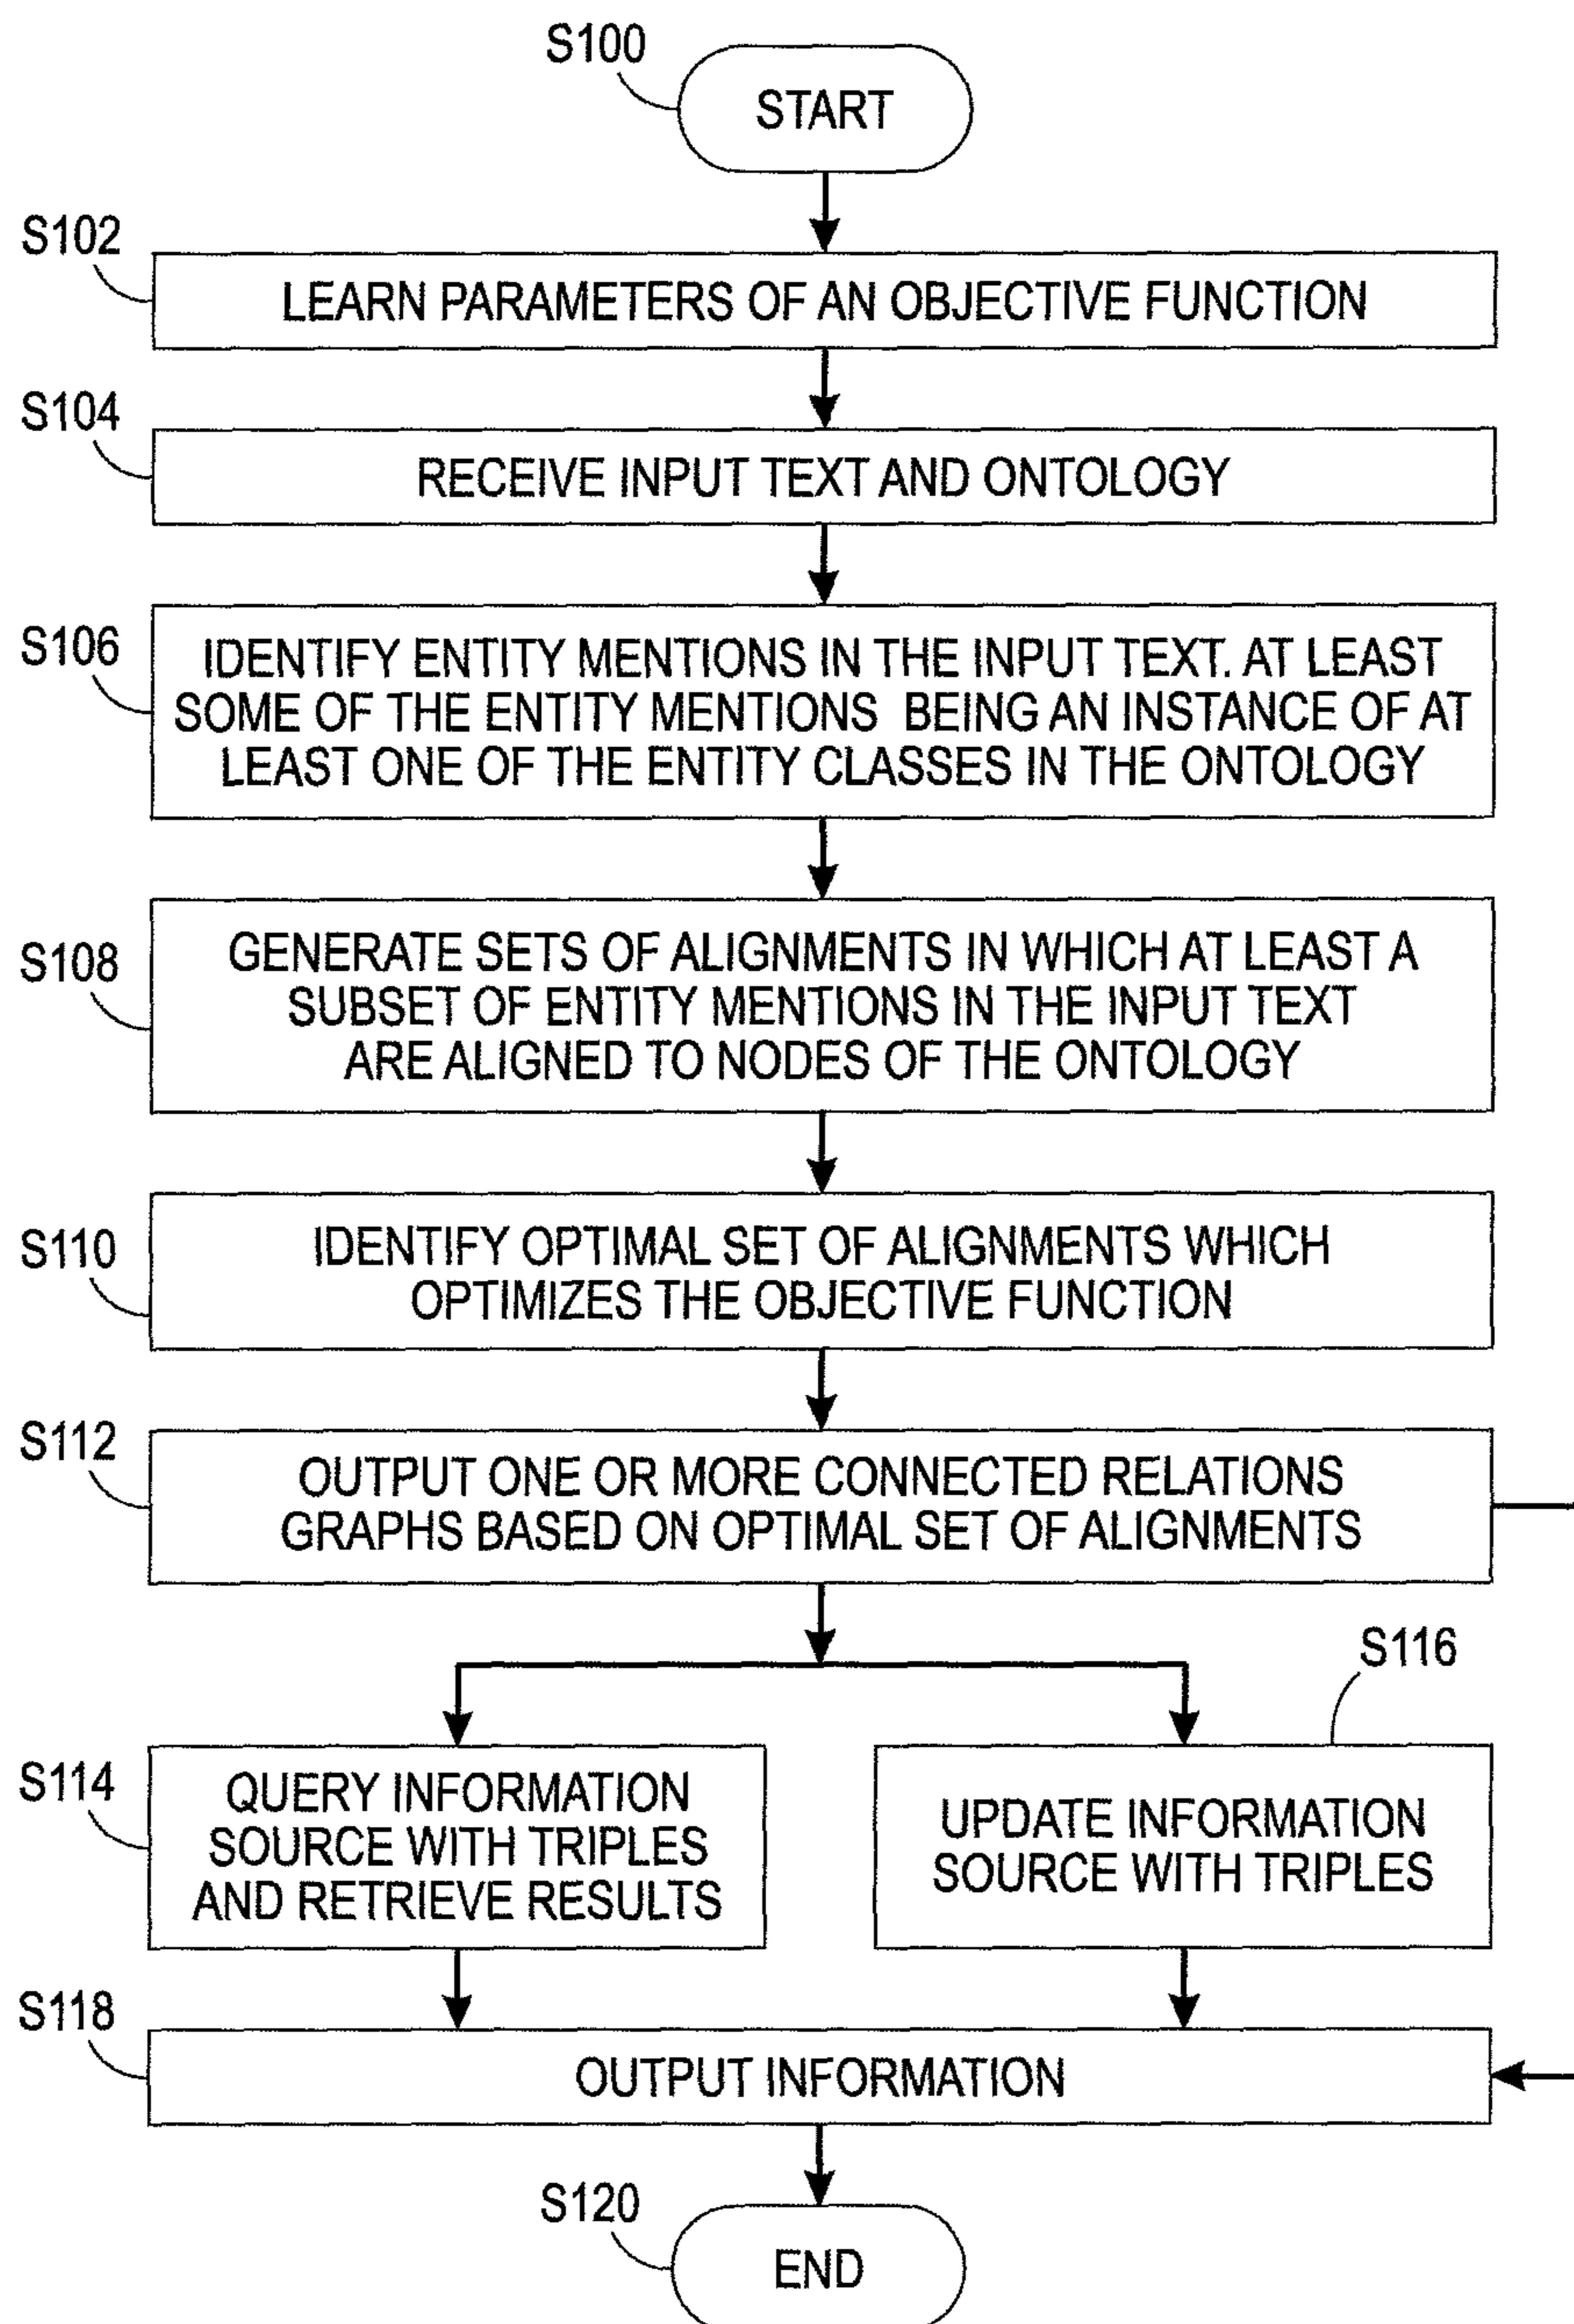 S100
START
S102
LEARN PARAMETERS OF AN OBJECTIVE FUNCTION
S104
RECEIVE INPUT TEXT AND ONTOLOGY
S106
IDENTIFY ENTITY MENTIONS IN THE INPUT TEXT. AT LEAST
SOME OF THE ENTITY MENTIONS BEING AN INSTANCE OF AT
LEAST ONE OF THE ENTITY CLASSES IN THE ONTOLOGY
S108
GENERATE SETS OF ALIGNMENTS IN WHICH AT LEAST A
SUBSET OF ENTITY MENTIONS IN THE INPUT TEXT
ARE ALIGNED TO NODES OF THE ONTOLOGY
S110
IDENTIFY OPTIMAL SET OF ALIGNMENTS WHICH
OPTIMIZES THE OBJECTIVE FUNCTION
S112
OUTPUT ONE OR MORE CONNECTED RELATIONS
GRAPHS BASED ON OPTIMAL SET OF ALIGNMENTS
S114
QUERY INFORMATION
SOURCE WITH TRIPLES
AND RETRIEVE RESULTS
S116
UPDATE INFORMATION
SOURCE WITH TRIPLES
S118
OUTPUT INFORMATION
S120
END